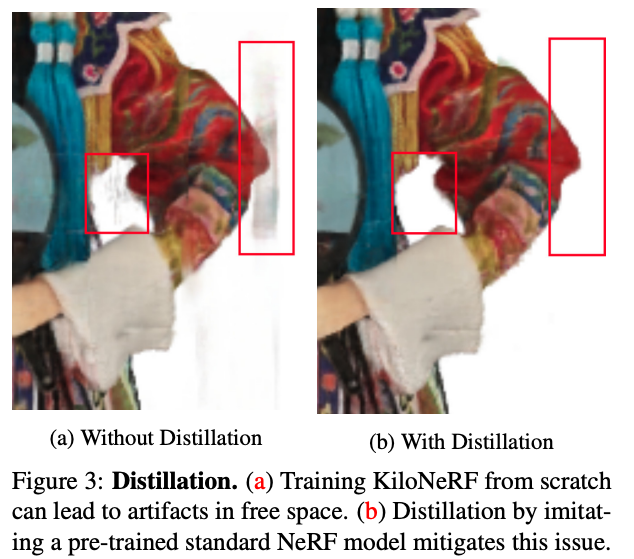 (a) Without Distillation
(b) With Distillation
Figure 3: Distillation. (a) Training KiloNeRF from scratch
can lead to artifacts in free space. (b) Distillation by imitat-
ing a pre-trained standard NeRF model mitigates this issue.